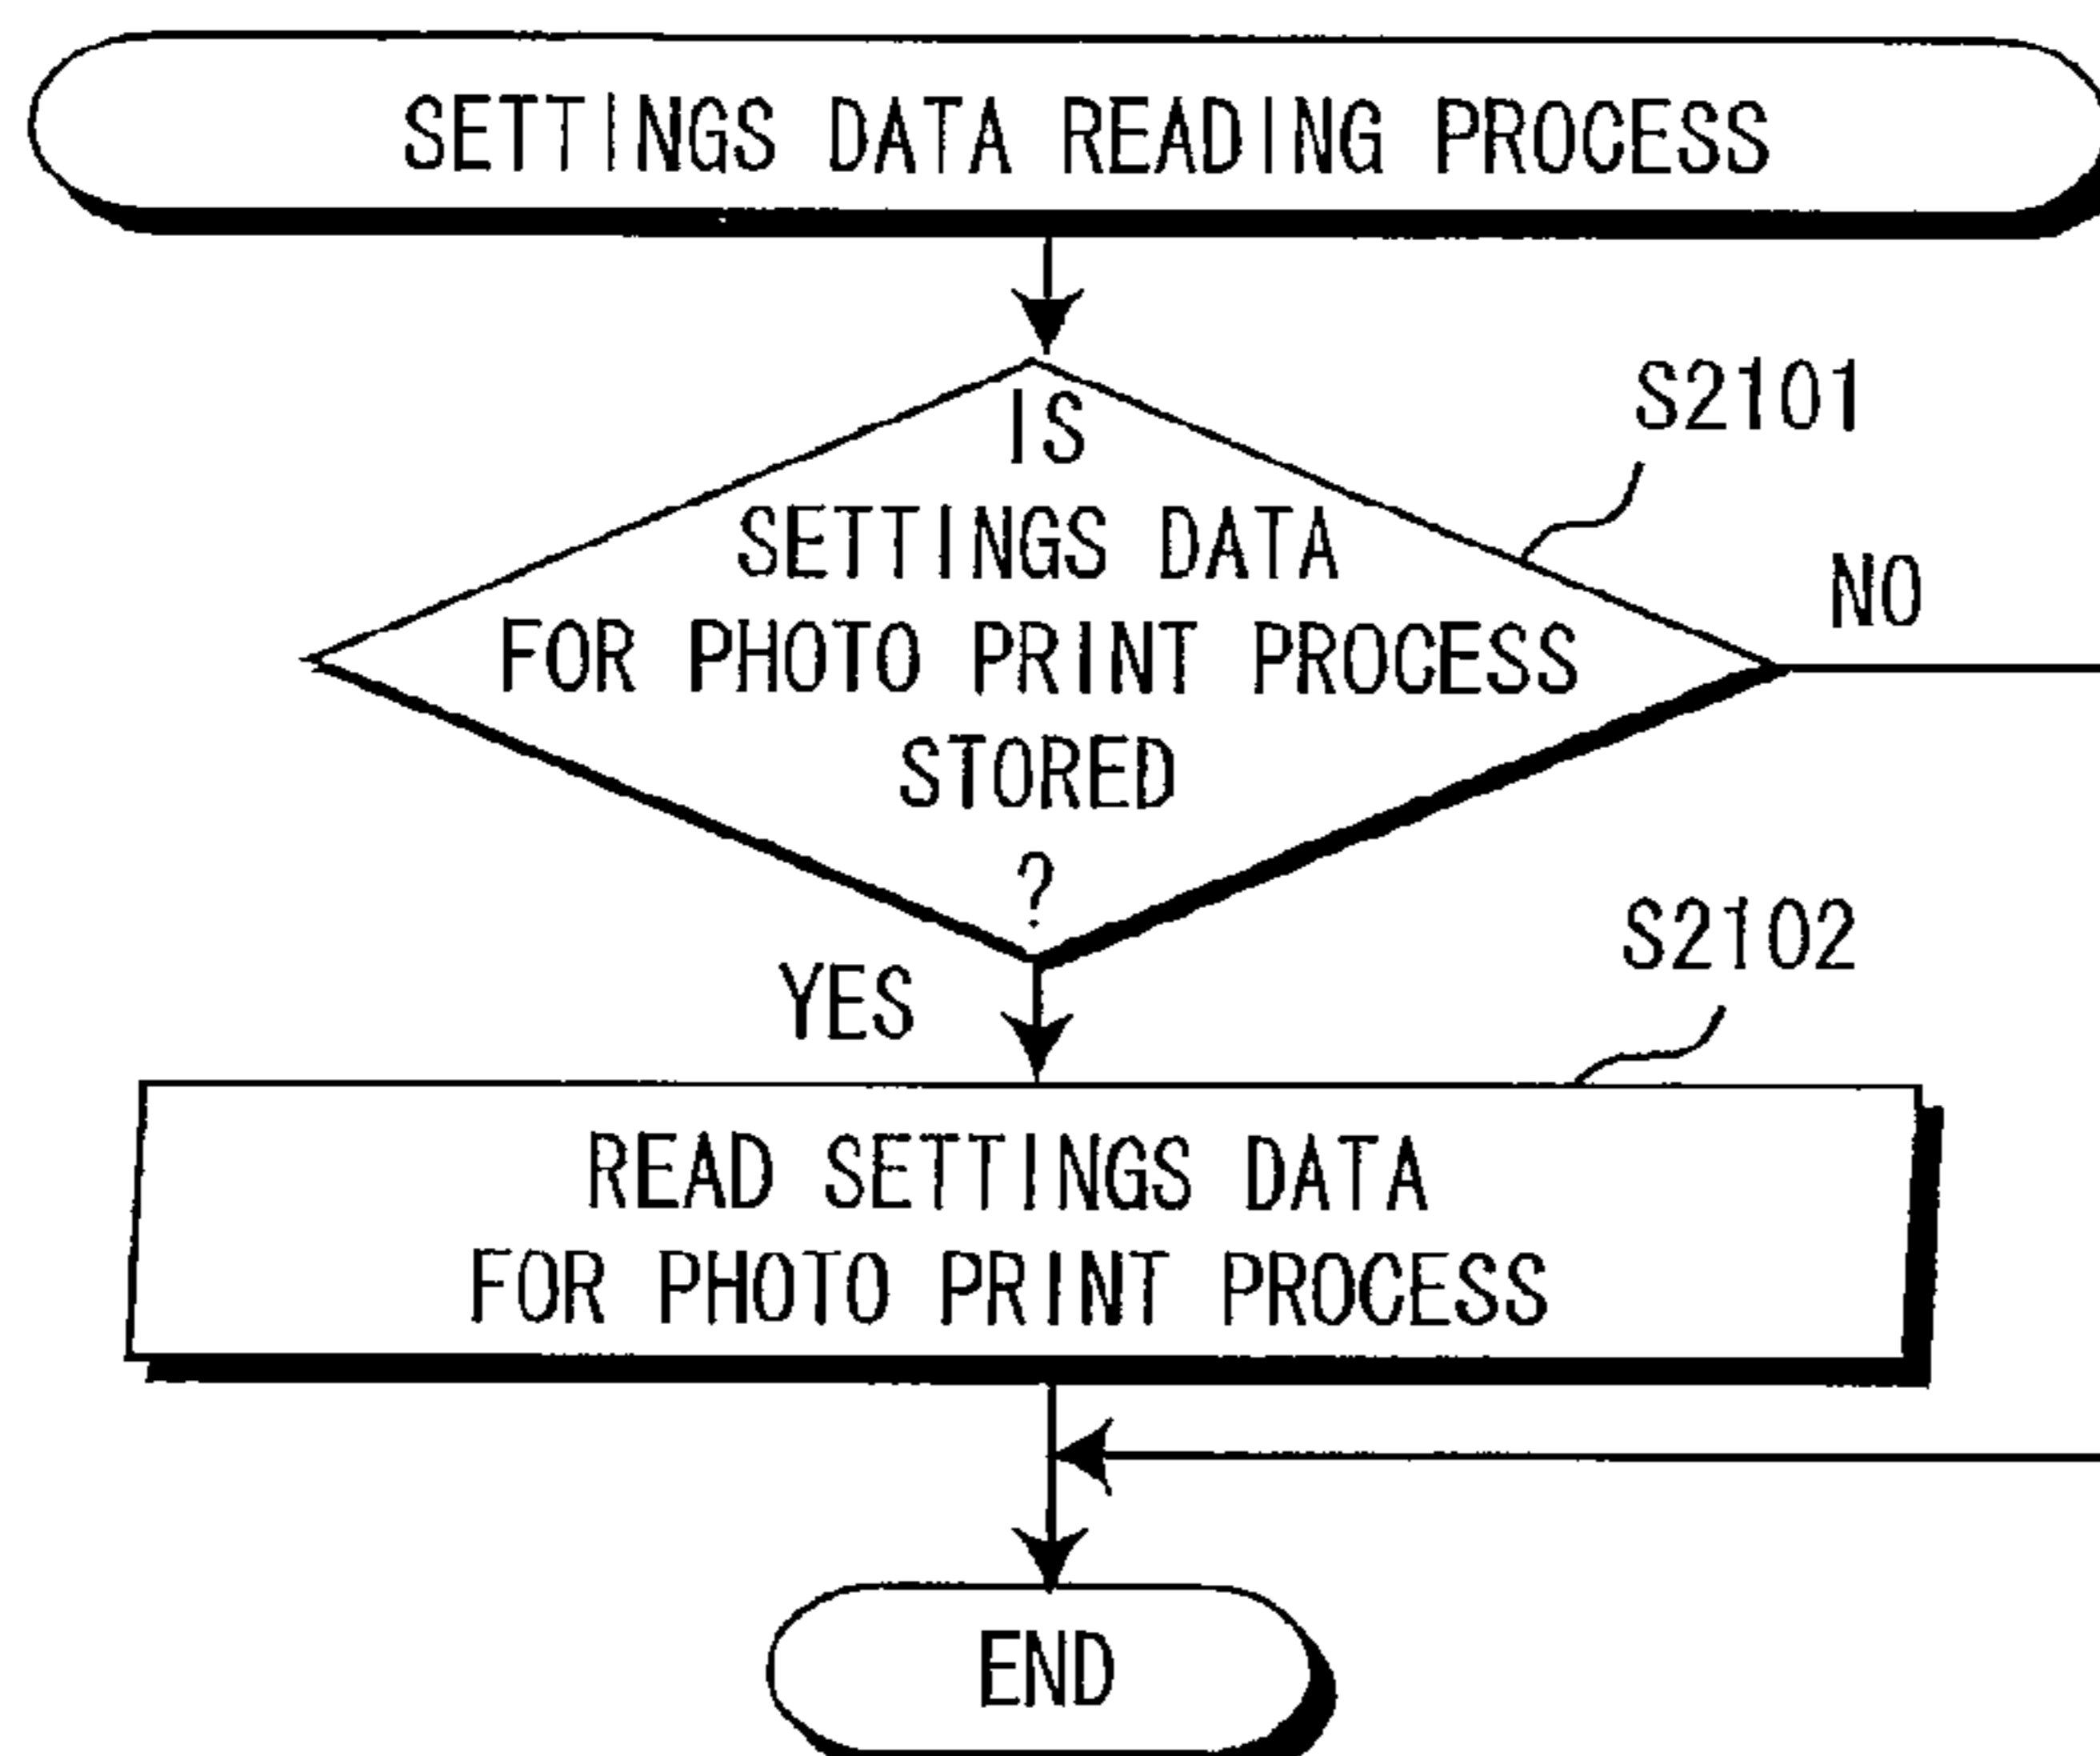 SETTINGS DATA READING PROCESS
S2101
IS
SETTINGS DATA
FOR PHOTO PRINT PROCESS
STORED
?
NO
YES
S2102
READ SETTINGS DATA
FOR PHOTO PRINT PROCESS
END